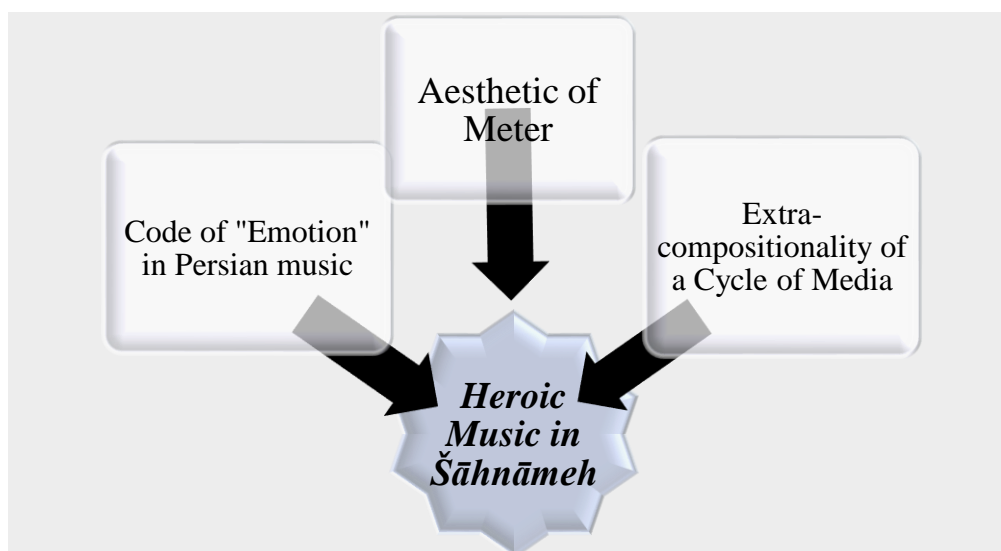 Aesthetic of
Meter
Code of "Emotion"
in Persian music
Extra-
compositionality of
a Cycle of Media
Heroic
Music in
Šāhnāmeh